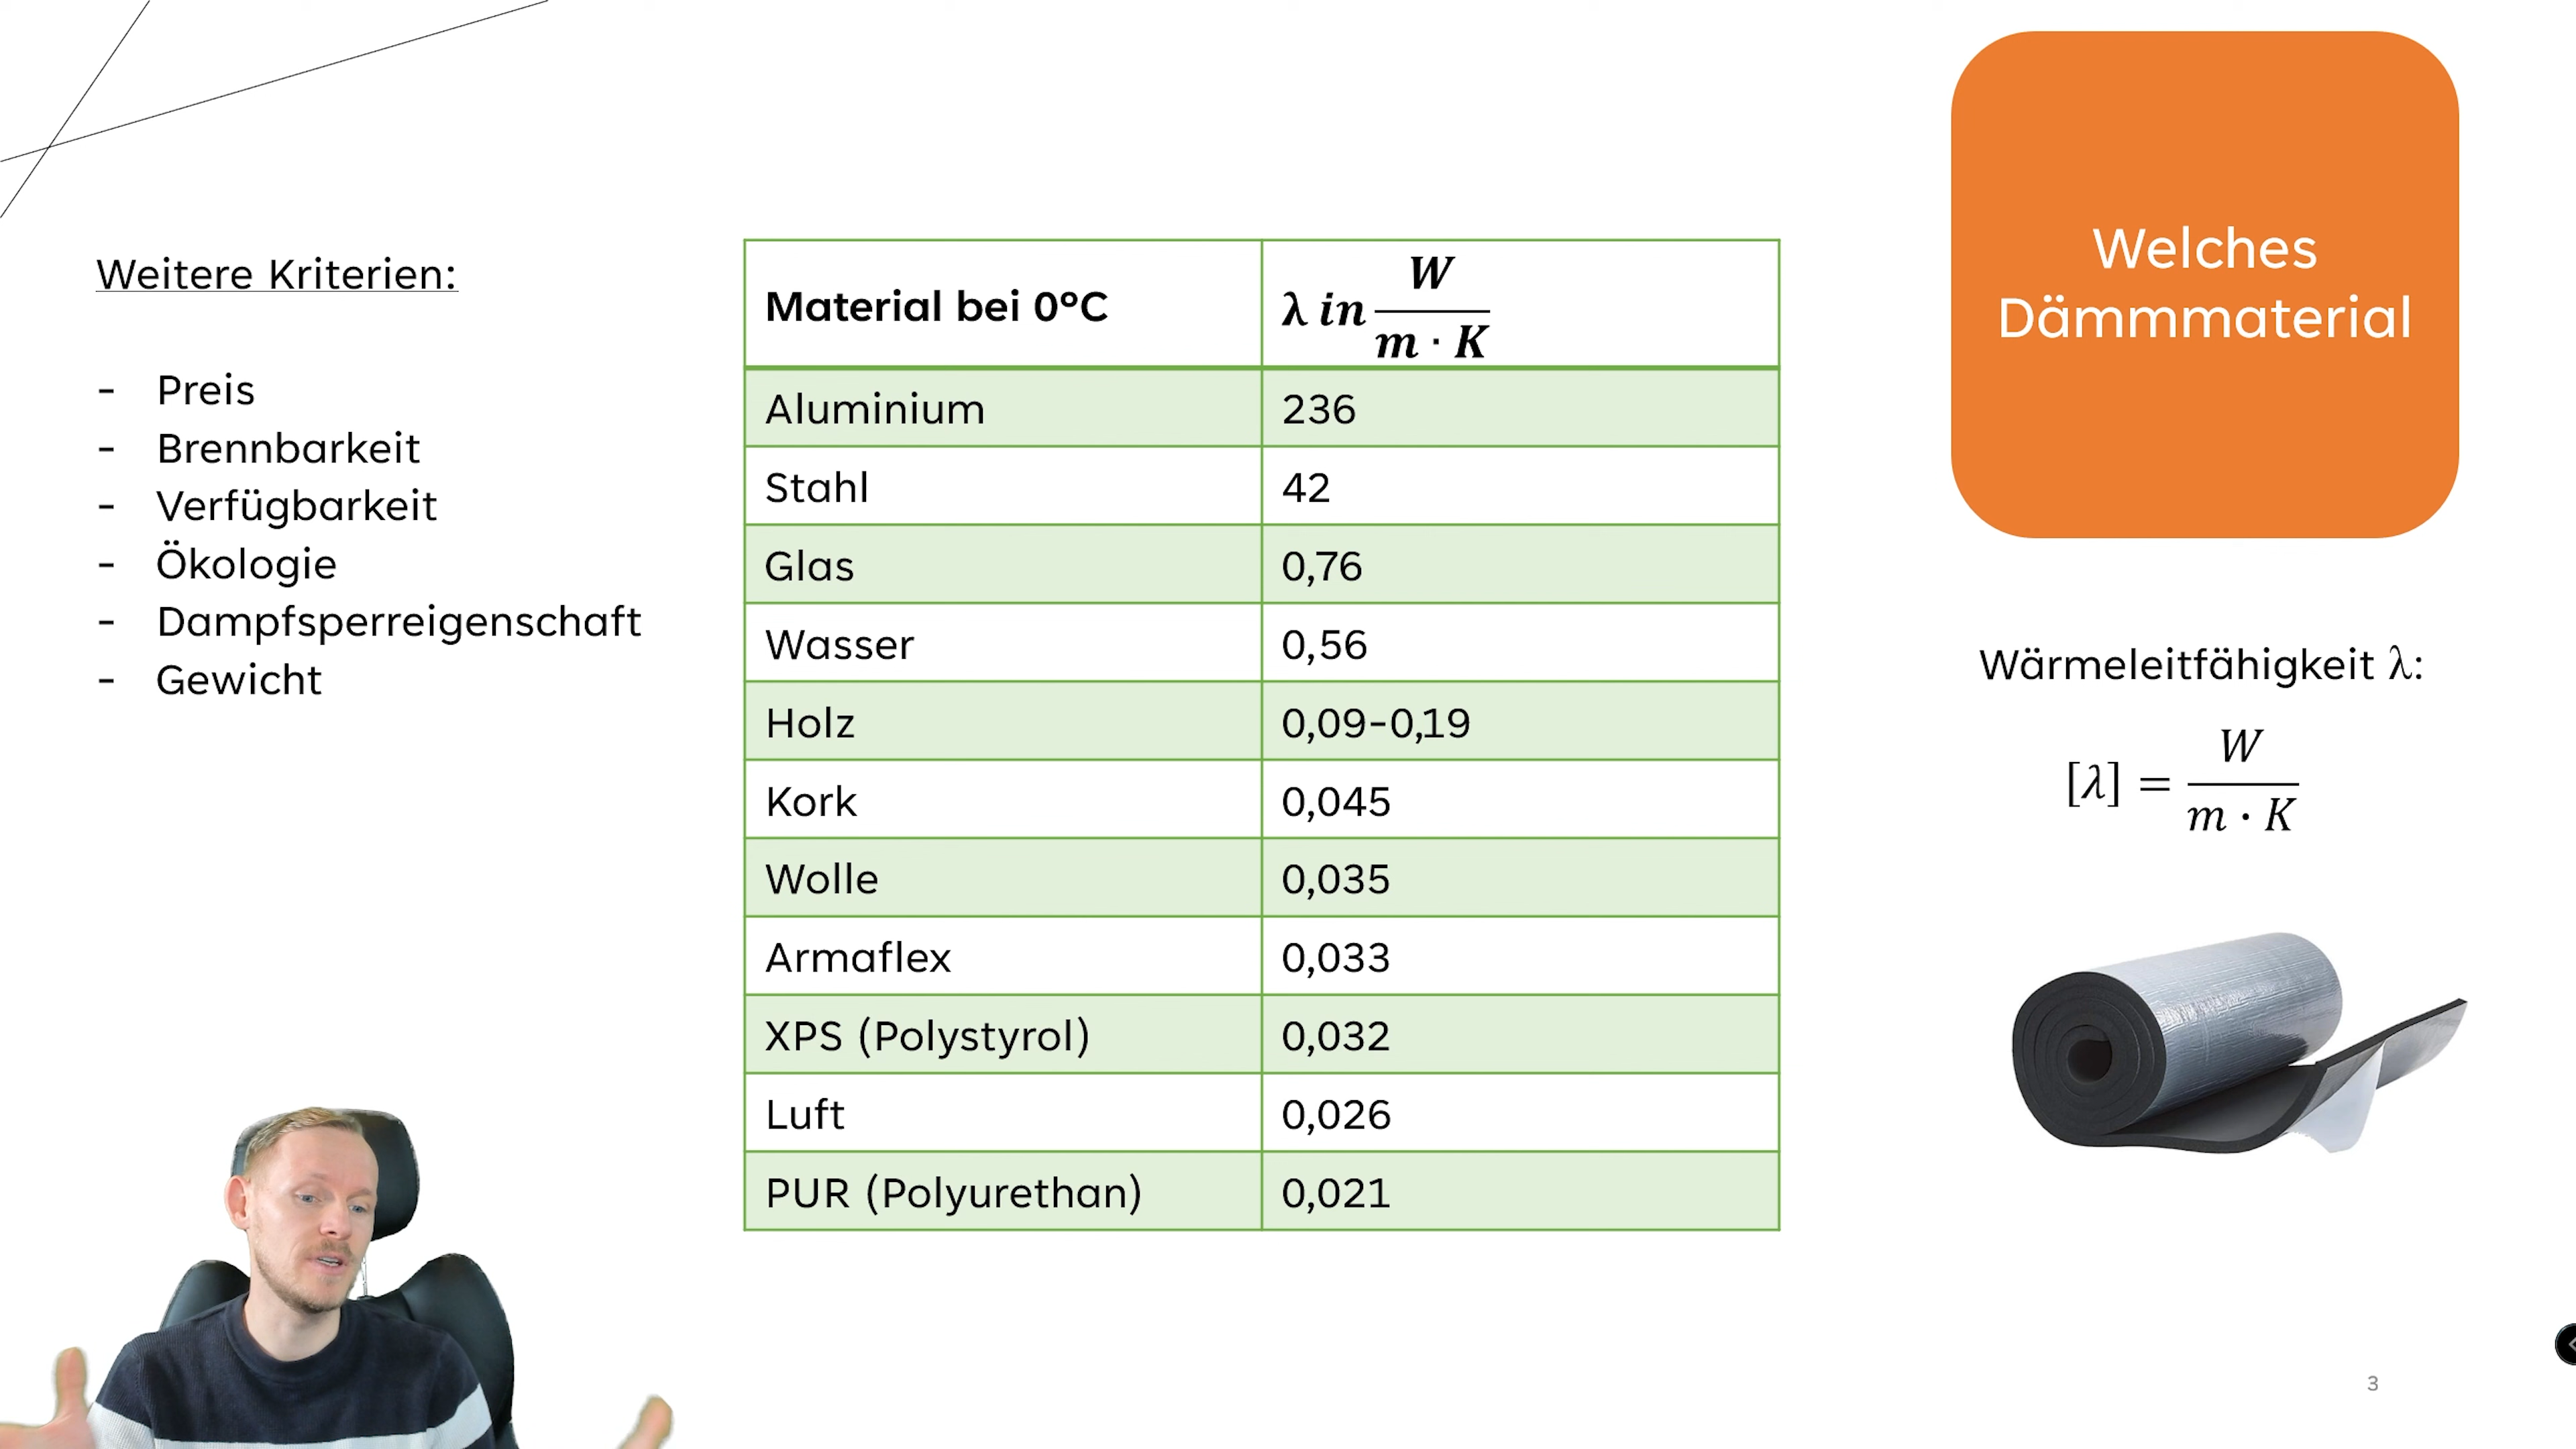 Welches
Dämmmaterial
Weitere Kriterien:
- Preis
- Brennbarkeit
- Verfügbarkeit
- Ökologie
- Dampfsperreigenschaft
- Gewicht
Material bei 0°C λ in W / m · K
Aluminium 236
Stahl 42
Glas 0,76
Wasser 0,56
Holz 0,09-0,19
Kork 0,045
Wolle 0,035
Armaflex 0,033
XPS (Polystyrol) 0,032
Luft 0,026
PUR (Polyurethan) 0,021
Wärmeleitfähigkeit λ:
[λ] = W / m · K
3